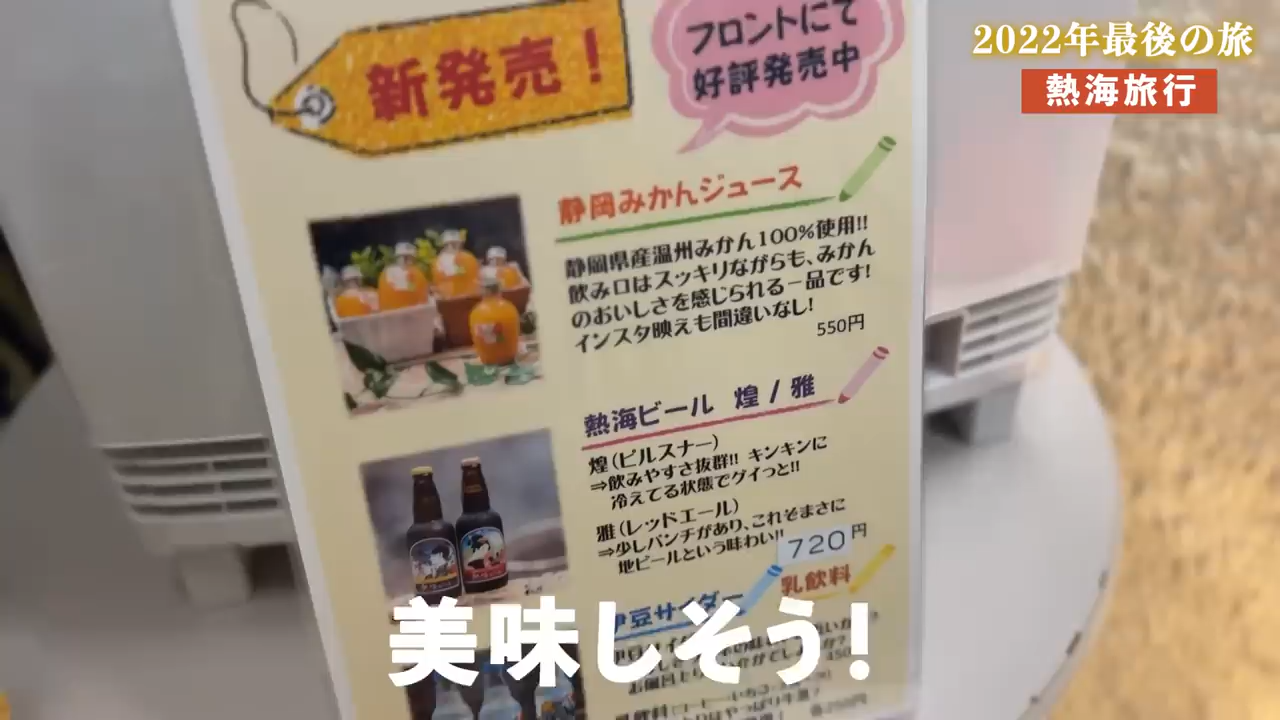 2022年最後の旅
熱海旅行
新発売！
フロントにて
好評発売中
静岡みかんジュース
静岡県産温州みかん100%使用!!
飲み口はスッキリながらも、みかん
のおいしさを感じられる一品です!
インスタ映えも間違いなし!
550円
熱海ビール 煌 / 雅
煌(ピルスナー)
⇒飲みやすさ抜群!! キンキンに
冷えてる状態でグイっと!!
雅(レッドエール)
⇒少しパンチがあり、これぞまさに
地ビールという味わい!!
720円
伊豆サイダー
乳飲料
美味しそう!